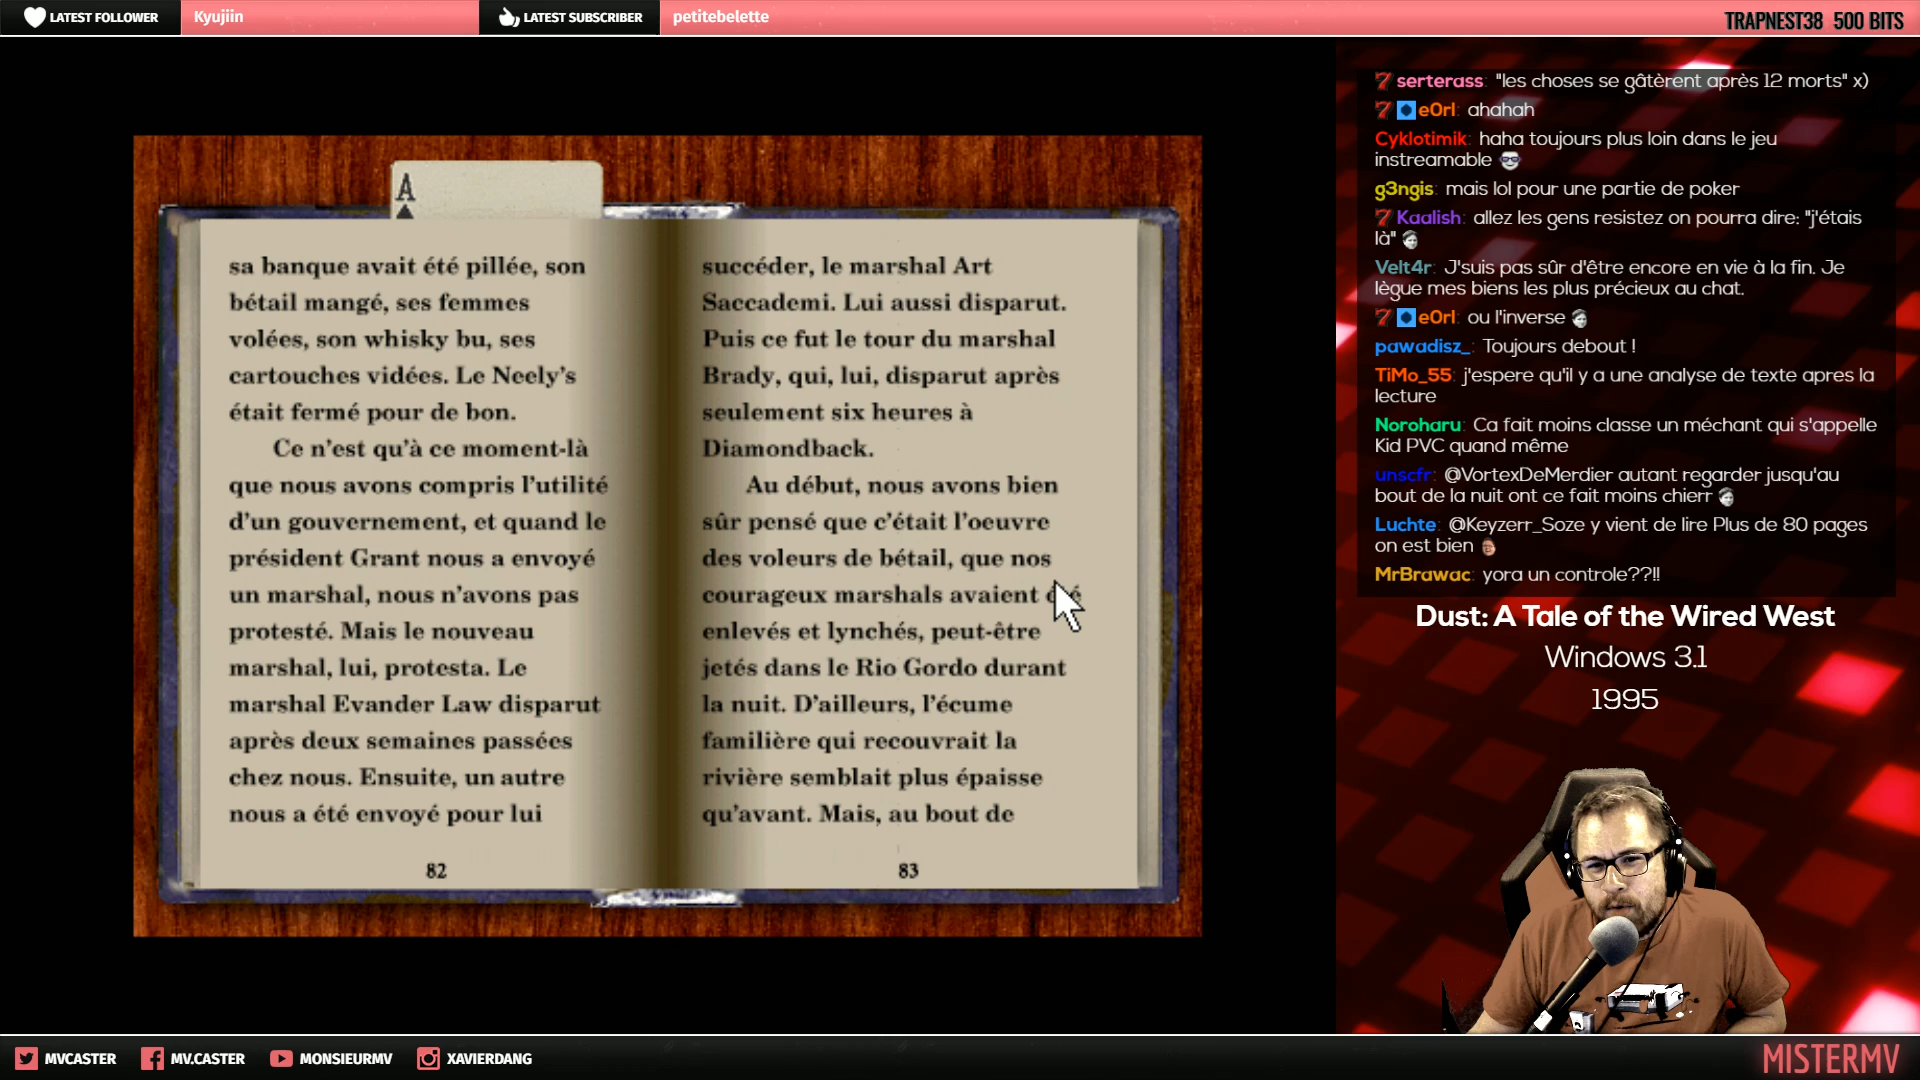 LATEST FOLLOWER
Kyujiin
LATEST SUBSCRIBER
petitebelette
TRAPNEST38 500 BITS
A
sa banque avait été pillée, son
bétail mangé, ses femmes
volées, son whisky bu, ses
cartouches vidées. Le Neely's
était fermé pour de bon.
Ce n'est qu'à ce moment-là
que nous avons compris l'utilité
d'un gouvernement, et quand le
président Grant nous a envoyé
un marshal, nous n'avons pas
protesté. Mais le nouveau
marshal, lui, protesta. Le
marshal Evander Law disparut
après deux semaines passées
chez nous. Ensuite, un autre
nous a été envoyé pour lui
82
succéder, le marshal Art
Saccademi. Lui aussi disparut.
Puis ce fut le tour du marshal
Brady, qui, lui, disparut après
seulement six heures à
Diamondback.
Au début, nous avons bien
sûr pensé que c'était l'oeuvre
des voleurs de bétail, que nos
courageux marshals avaient
enlevés et lynchés, peut-être
jetés dans le Rio Gordo durant
la nuit. D'ailleurs, l'écume
familière qui recouvrait la
rivière semblait plus épaisse
qu'avant. Mais, au bout de
83
serterass: "les choses se gâtèrent après 12 morts" x)
e0rl: ahahah
Cyklotimik: haha toujours plus loin dans le jeu
instreamable
g3ngis: mais lol pour une partie de poker
Kaalish: allez les gens resistez on pourra dire: "j'étais
là"
Velt4r: J'suis pas sûr d'être encore en vie à la fin. Je
lègue mes biens les plus précieux au chat.
e0rl: ou l'inverse
pawadisz_: Toujours debout !
TiMo_55: j'espere qu'il y a une analyse de texte apres la
lecture
Noroharu: Ca fait moins classe un méchant qui s'appelle
Kid PVC quand même
unscfr: @VortexDeMerdier autant regarder jusqu'au
bout de la nuit ont ce fait moins chierr
Luchte: @Keyzerr_Soze y vient de lire Plus de 80 pages
on est bien
MrBrawac: yora un controle??!!
Dust: A Tale of the Wired West
Windows 3.1
1995
MVCASTER
MV.CASTER
MONSIEURMV
XAVIERDANG
MISTERMV